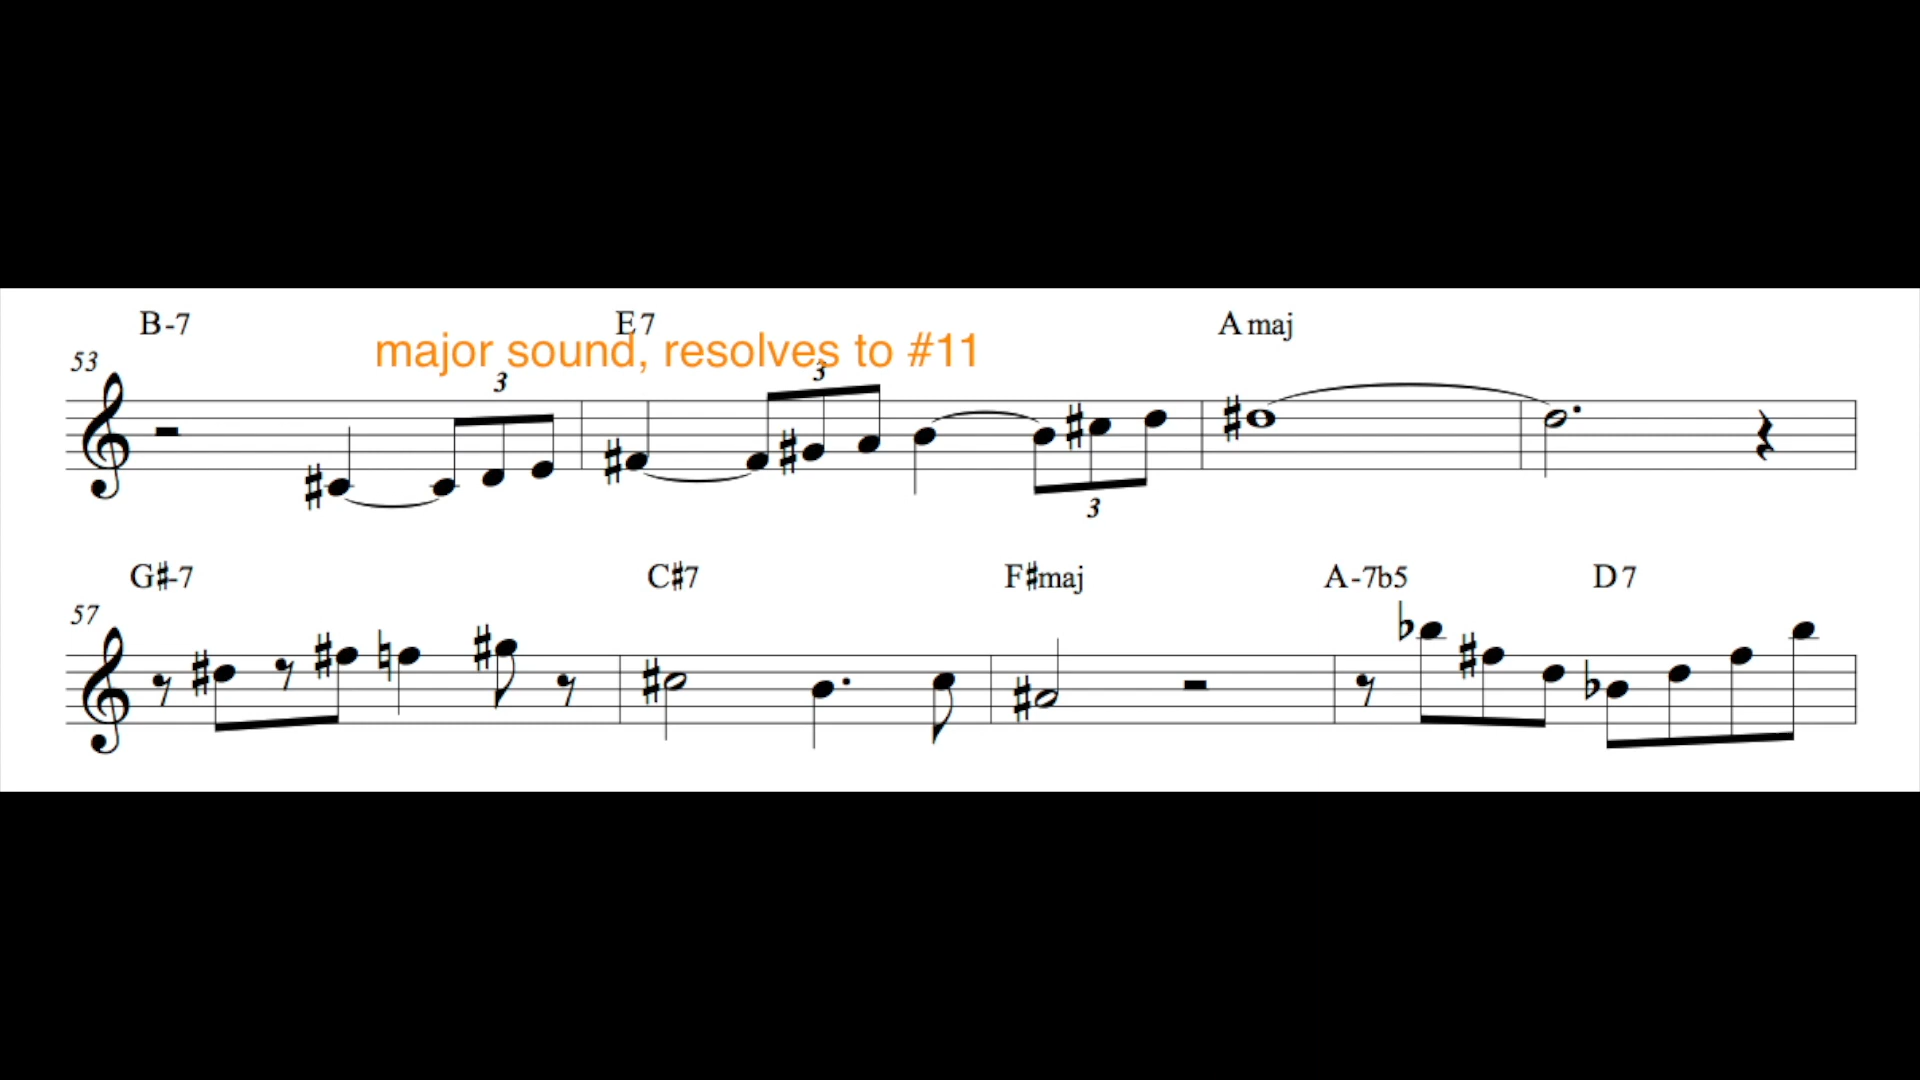 B-7 E7 A maj
major sound, resolves to #11
53
3 3
3
G#-7 C#7 F#maj A-7b5 D7
57